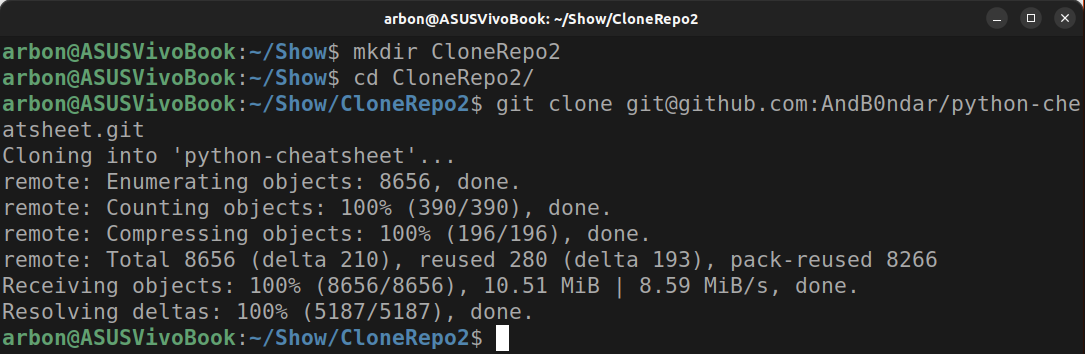 arbon@ASUSVivoBook: ~/Show/CloneRepo2
arbon@ASUSVivoBook:~/Show$ mkdir CloneRepo2
arbon@ASUSVivoBook:~/Show$ cd CloneRepo2/
arbon@ASUSVivoBook:~/Show/CloneRepo2$ git clone git@github.com:AndB0ndar/python-che
atsheet.git
Cloning into 'python-cheatsheet'...
remote: Enumerating objects: 8656, done.
remote: Counting objects: 100% (390/390), done.
remote: Compressing objects: 100% (196/196), done.
remote: Total 8656 (delta 210), reused 280 (delta 193), pack-reused 8266
Receiving objects: 100% (8656/8656), 10.51 MiB | 8.59 MiB/s, done.
Resolving deltas: 100% (5187/5187), done.
arbon@ASUSVivoBook:~/Show/CloneRepo2$